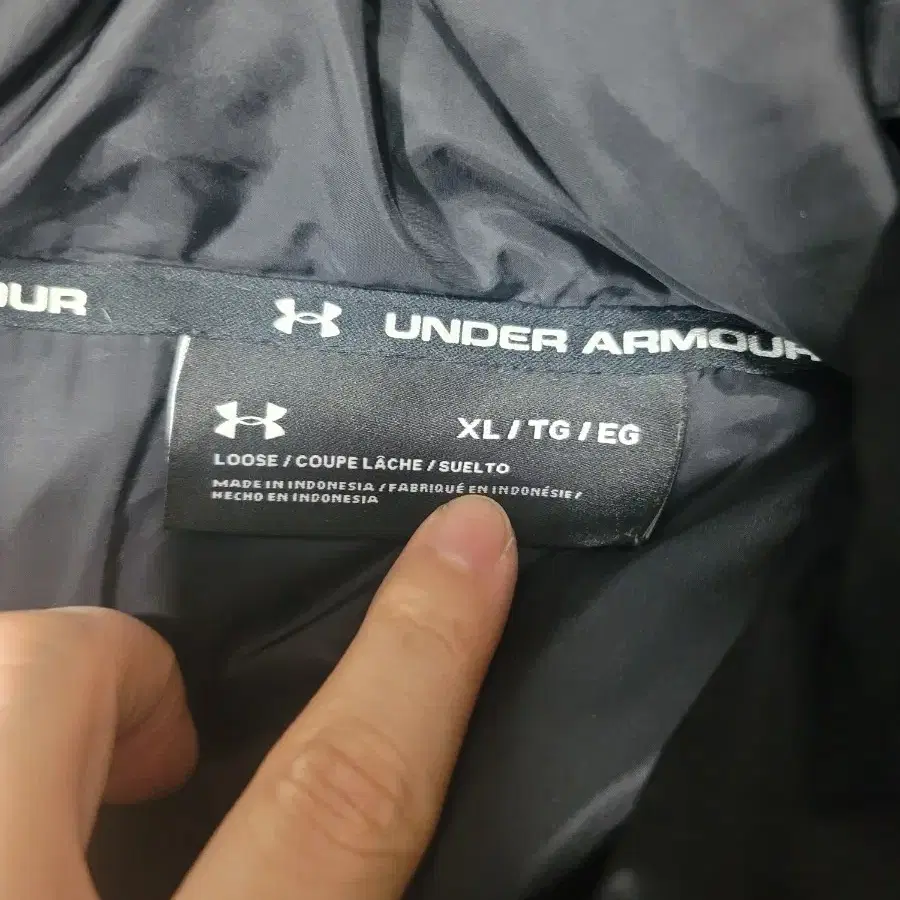 OUR UNDER ARMOUR
XL / TG / EG
LOOSE / COUPE LÂCHE / SUELTO
MADE IN INDONESIA / FABRIQUÉ EN INDONÉSIE /
HECHO EN INDONESIA